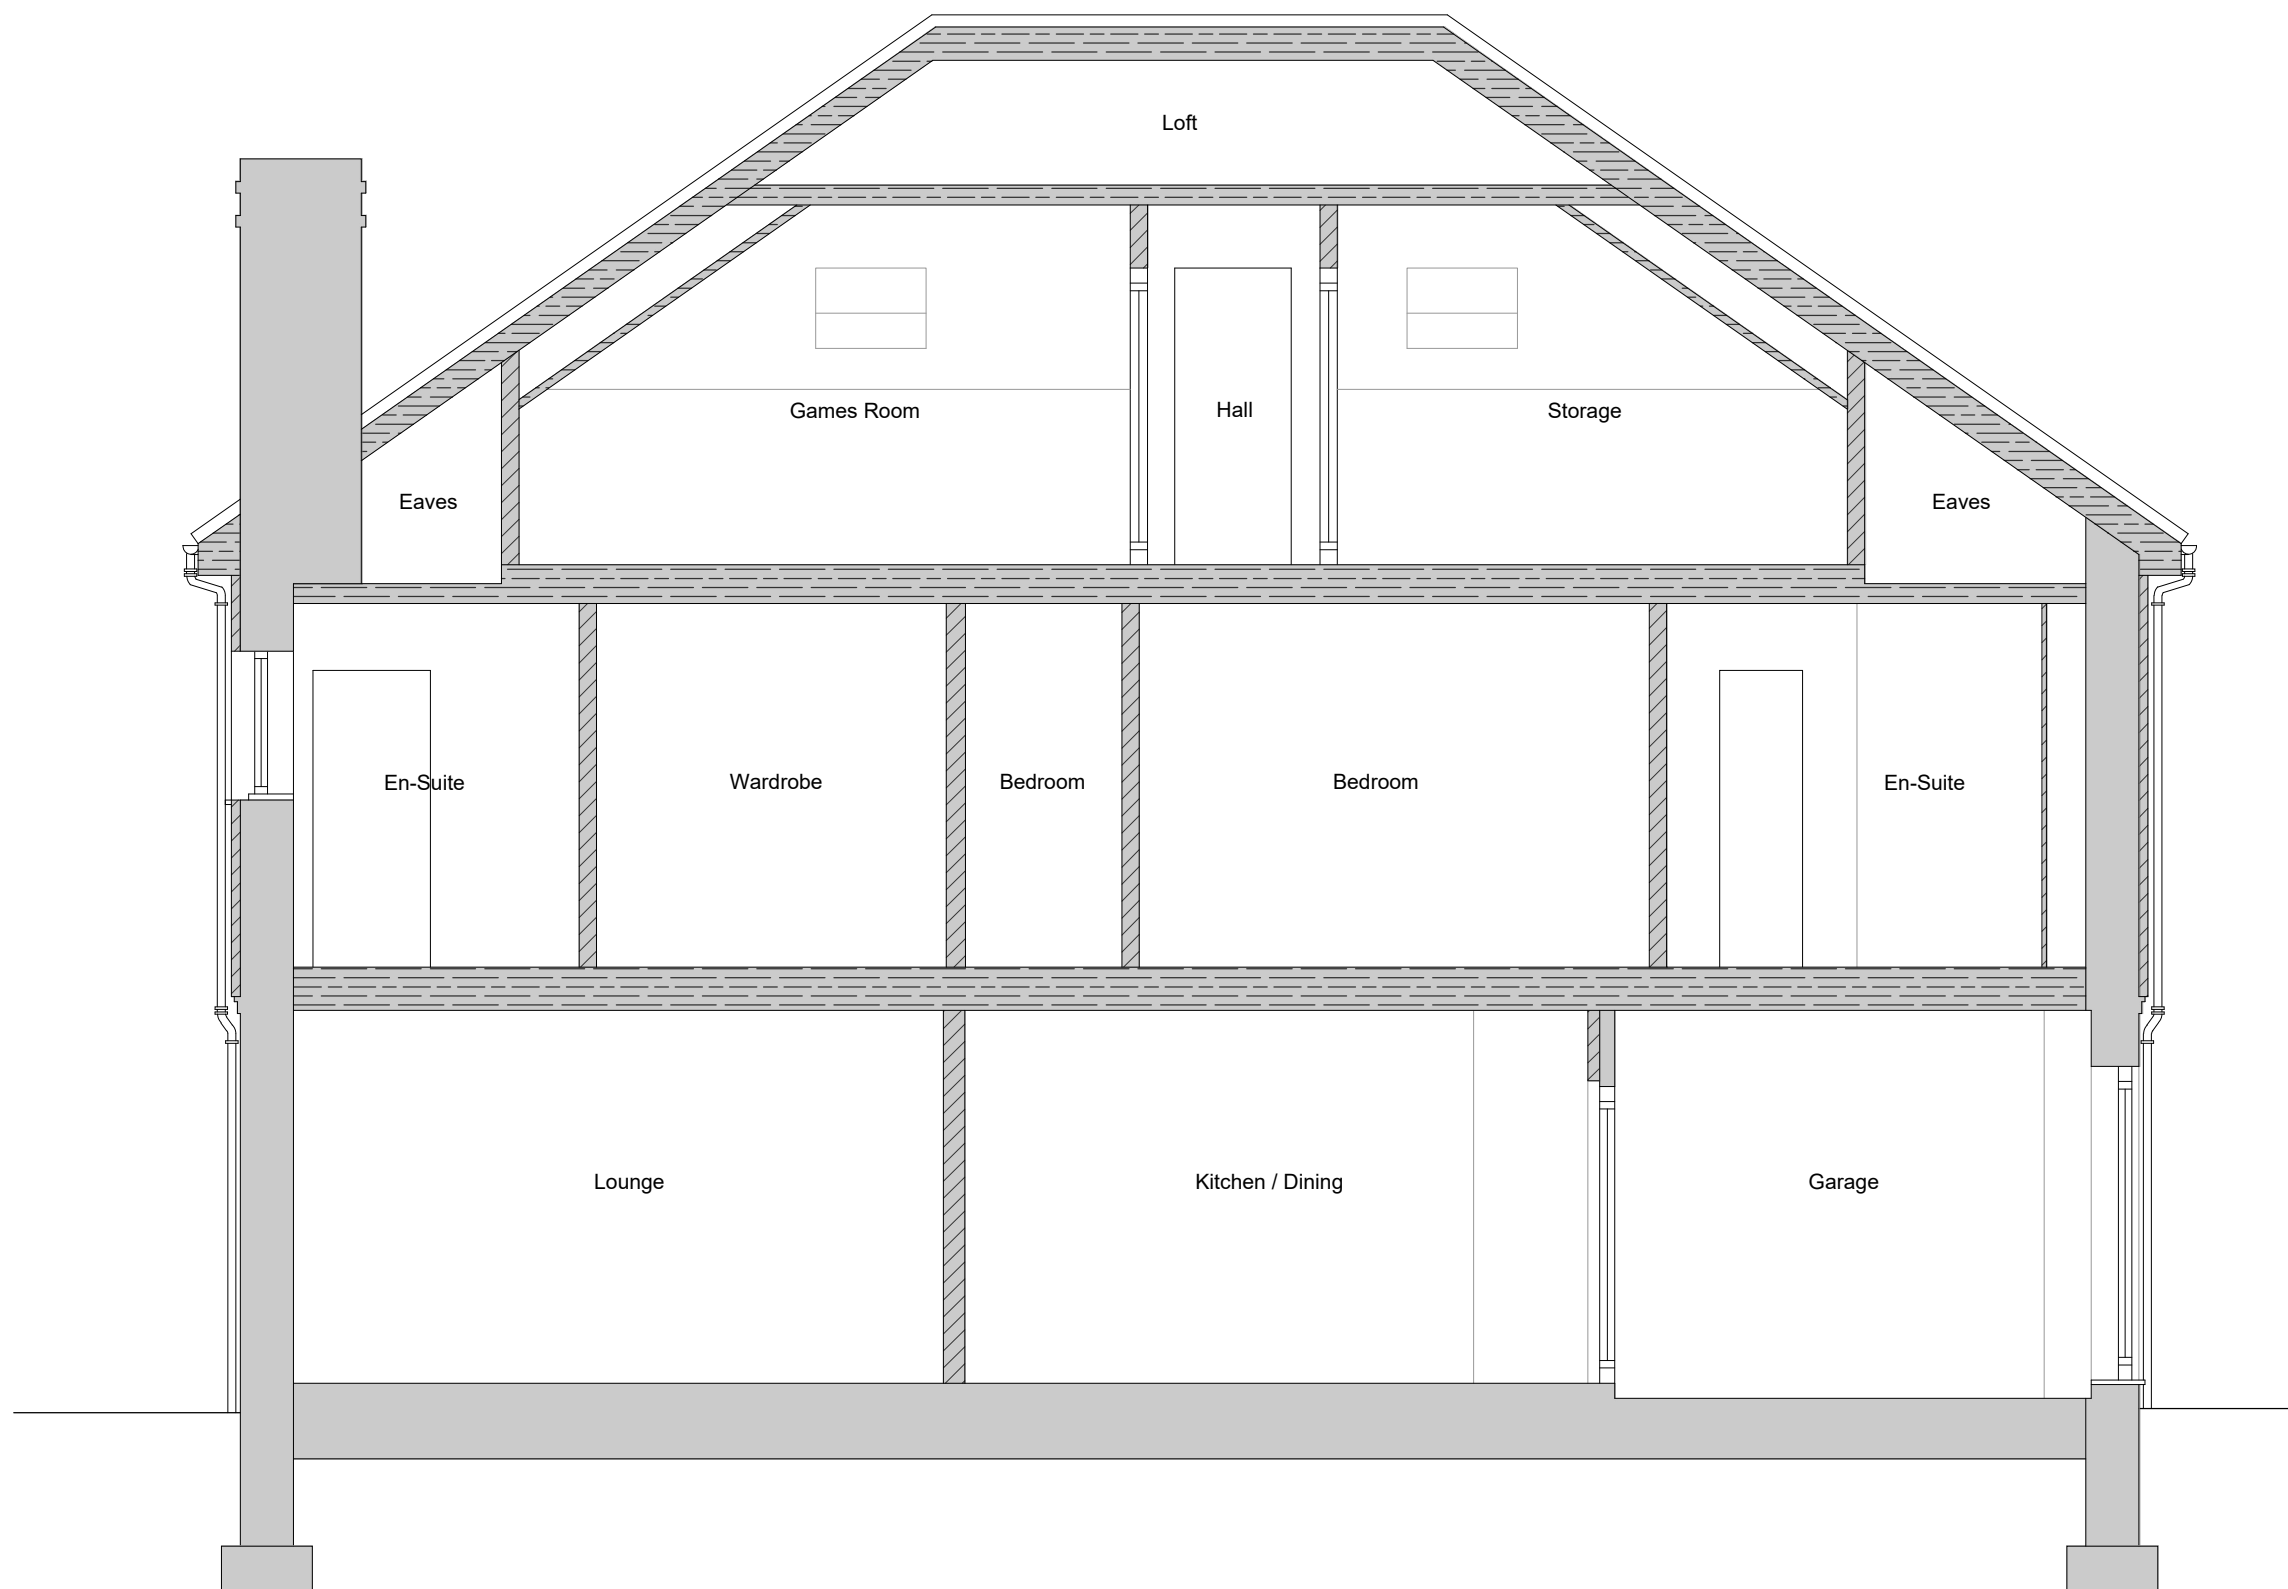 Loft
Games Room
Hall
Storage
Eaves
Eaves
En-Suite
Wardrobe
Bedroom
Bedroom
En-Suite
Lounge
Kitchen / Dining
Garage